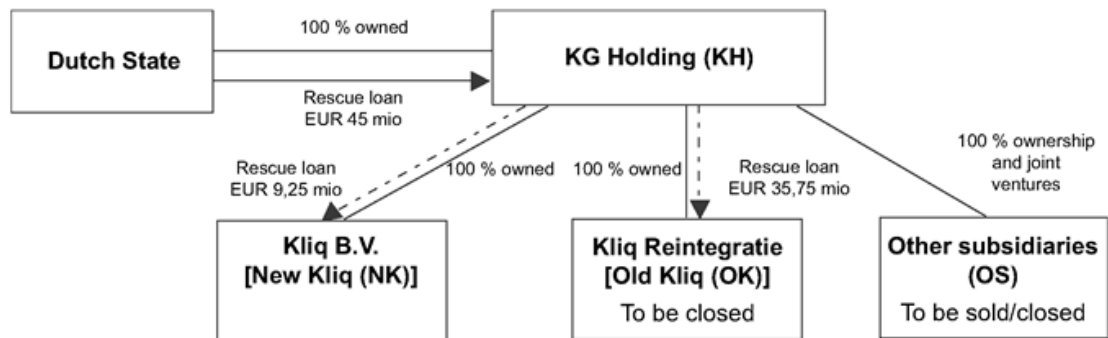 100 % owned
Dutch State
KG Holding (KH)
Rescue loan
EUR 45 mio
Rescue loan
EUR 9,25 mio
100 % owned
100 % owned
Rescue loan
EUR 35,75 mio
100 % ownership
and joint
ventures
Kliq B.V.
[New Kliq (NK)]
Kliq Reintegratie
[Old Kliq (OK)]
To be closed
Other subsidiaries
(OS)
To be sold/closed